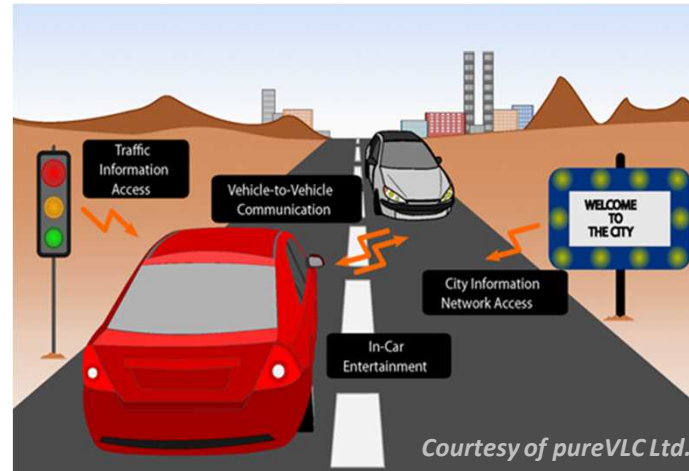 Traffic
Information
Access
Vehicle-to-Vehicle
Communication
WELCOME
TO
THE CITY
City Information
Network Access
In-Car
Entertainment
Courtesy of pureVLC Ltd.